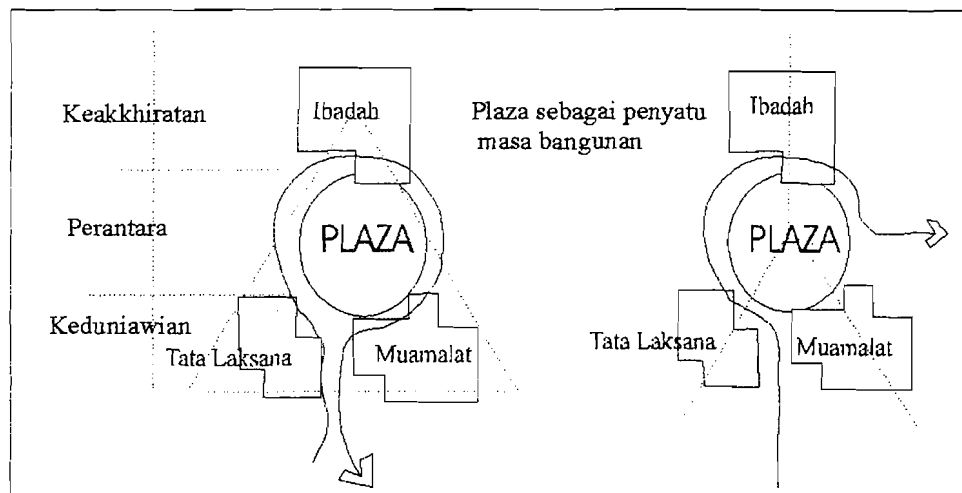 Keakkhiratan
Ibadah
Plaza sebagai penyatu
masa bangunan
Ibadah
Perantara
PLAZA
PLAZA
Keduniawian
Tata Laksana
Muamalat
Tata Laksana
Muamalat